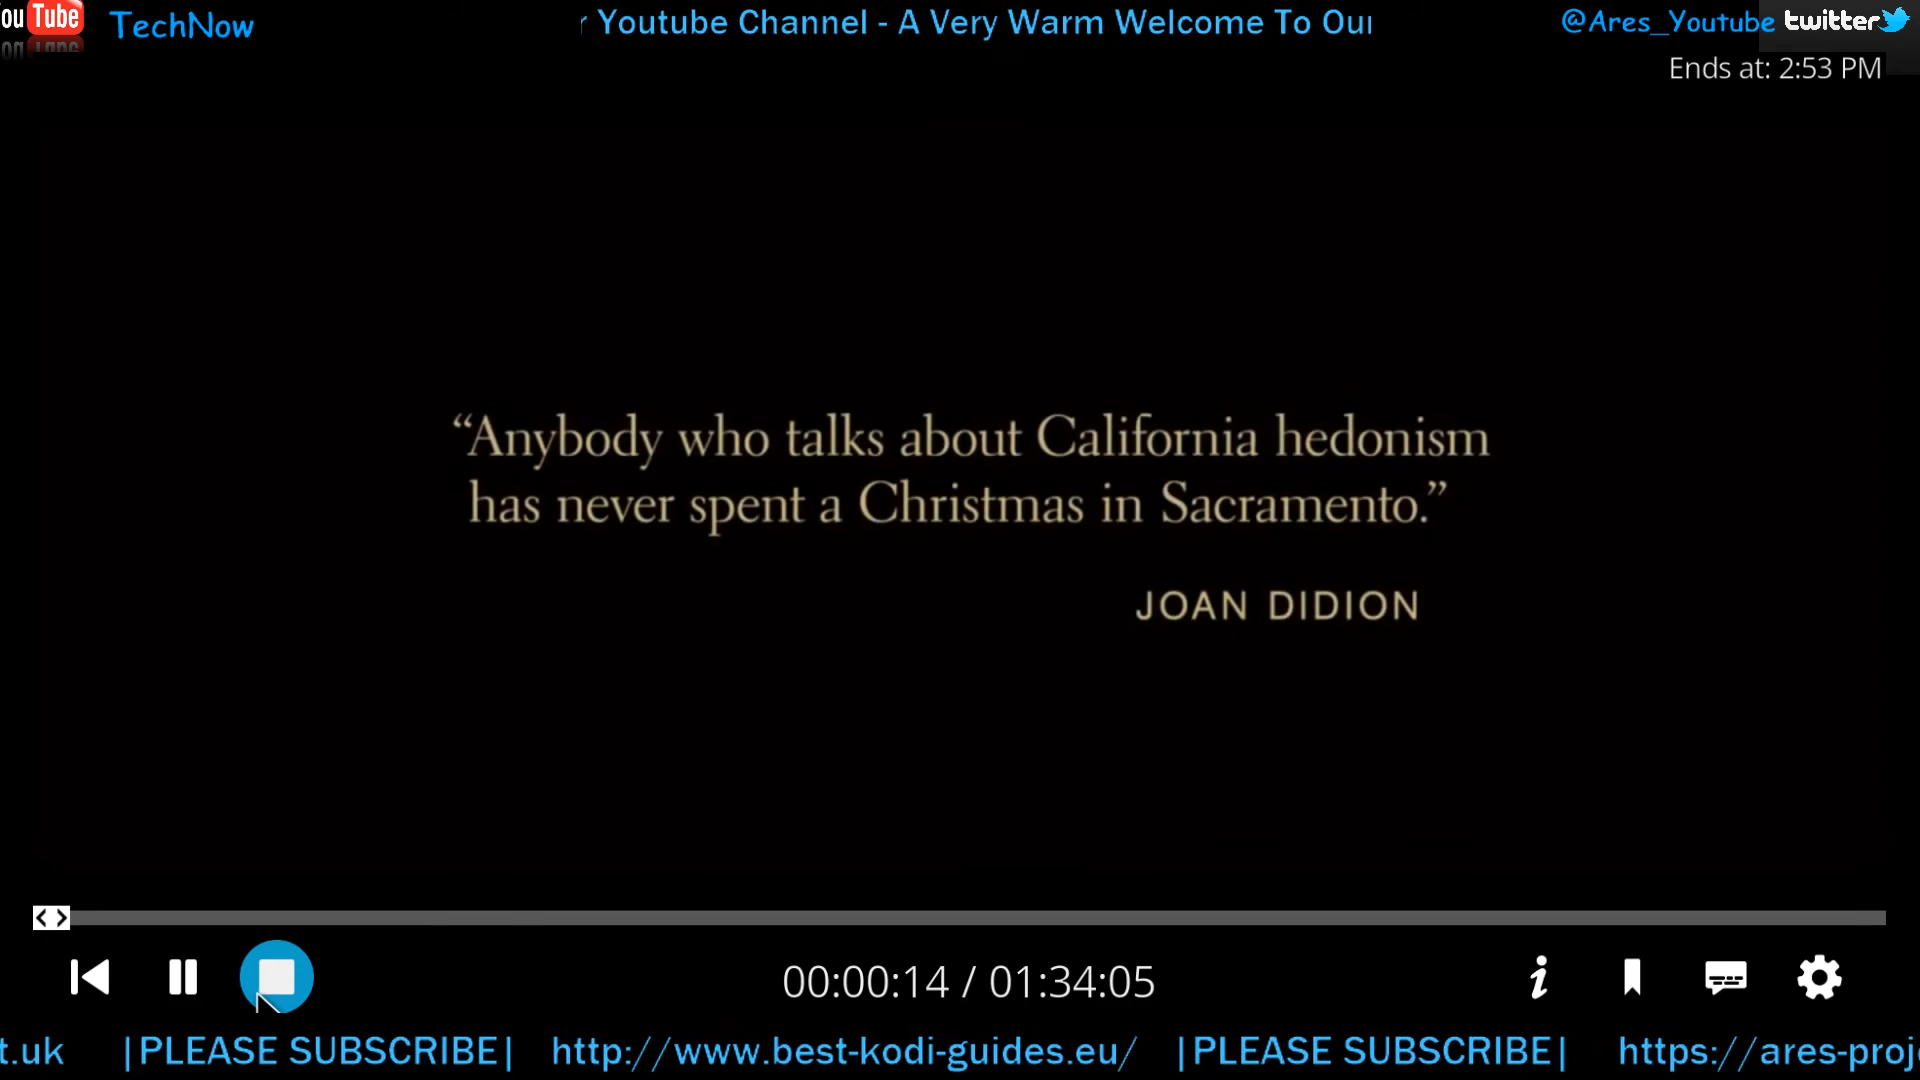 ou Tube
TechNow
r Youtube Channel - A Very Warm Welcome To Our
@Ares_Youtube twitter
Ends at: 2:53 PM
“Anybody who talks about California hedonism
has never spent a Christmas in Sacramento.”
JOAN DIDION
00:00:14 / 01:34:05
t.uk |PLEASE SUBSCRIBE| http://www.best-kodi-guides.eu/ |PLEASE SUBSCRIBE| https://ares-proj